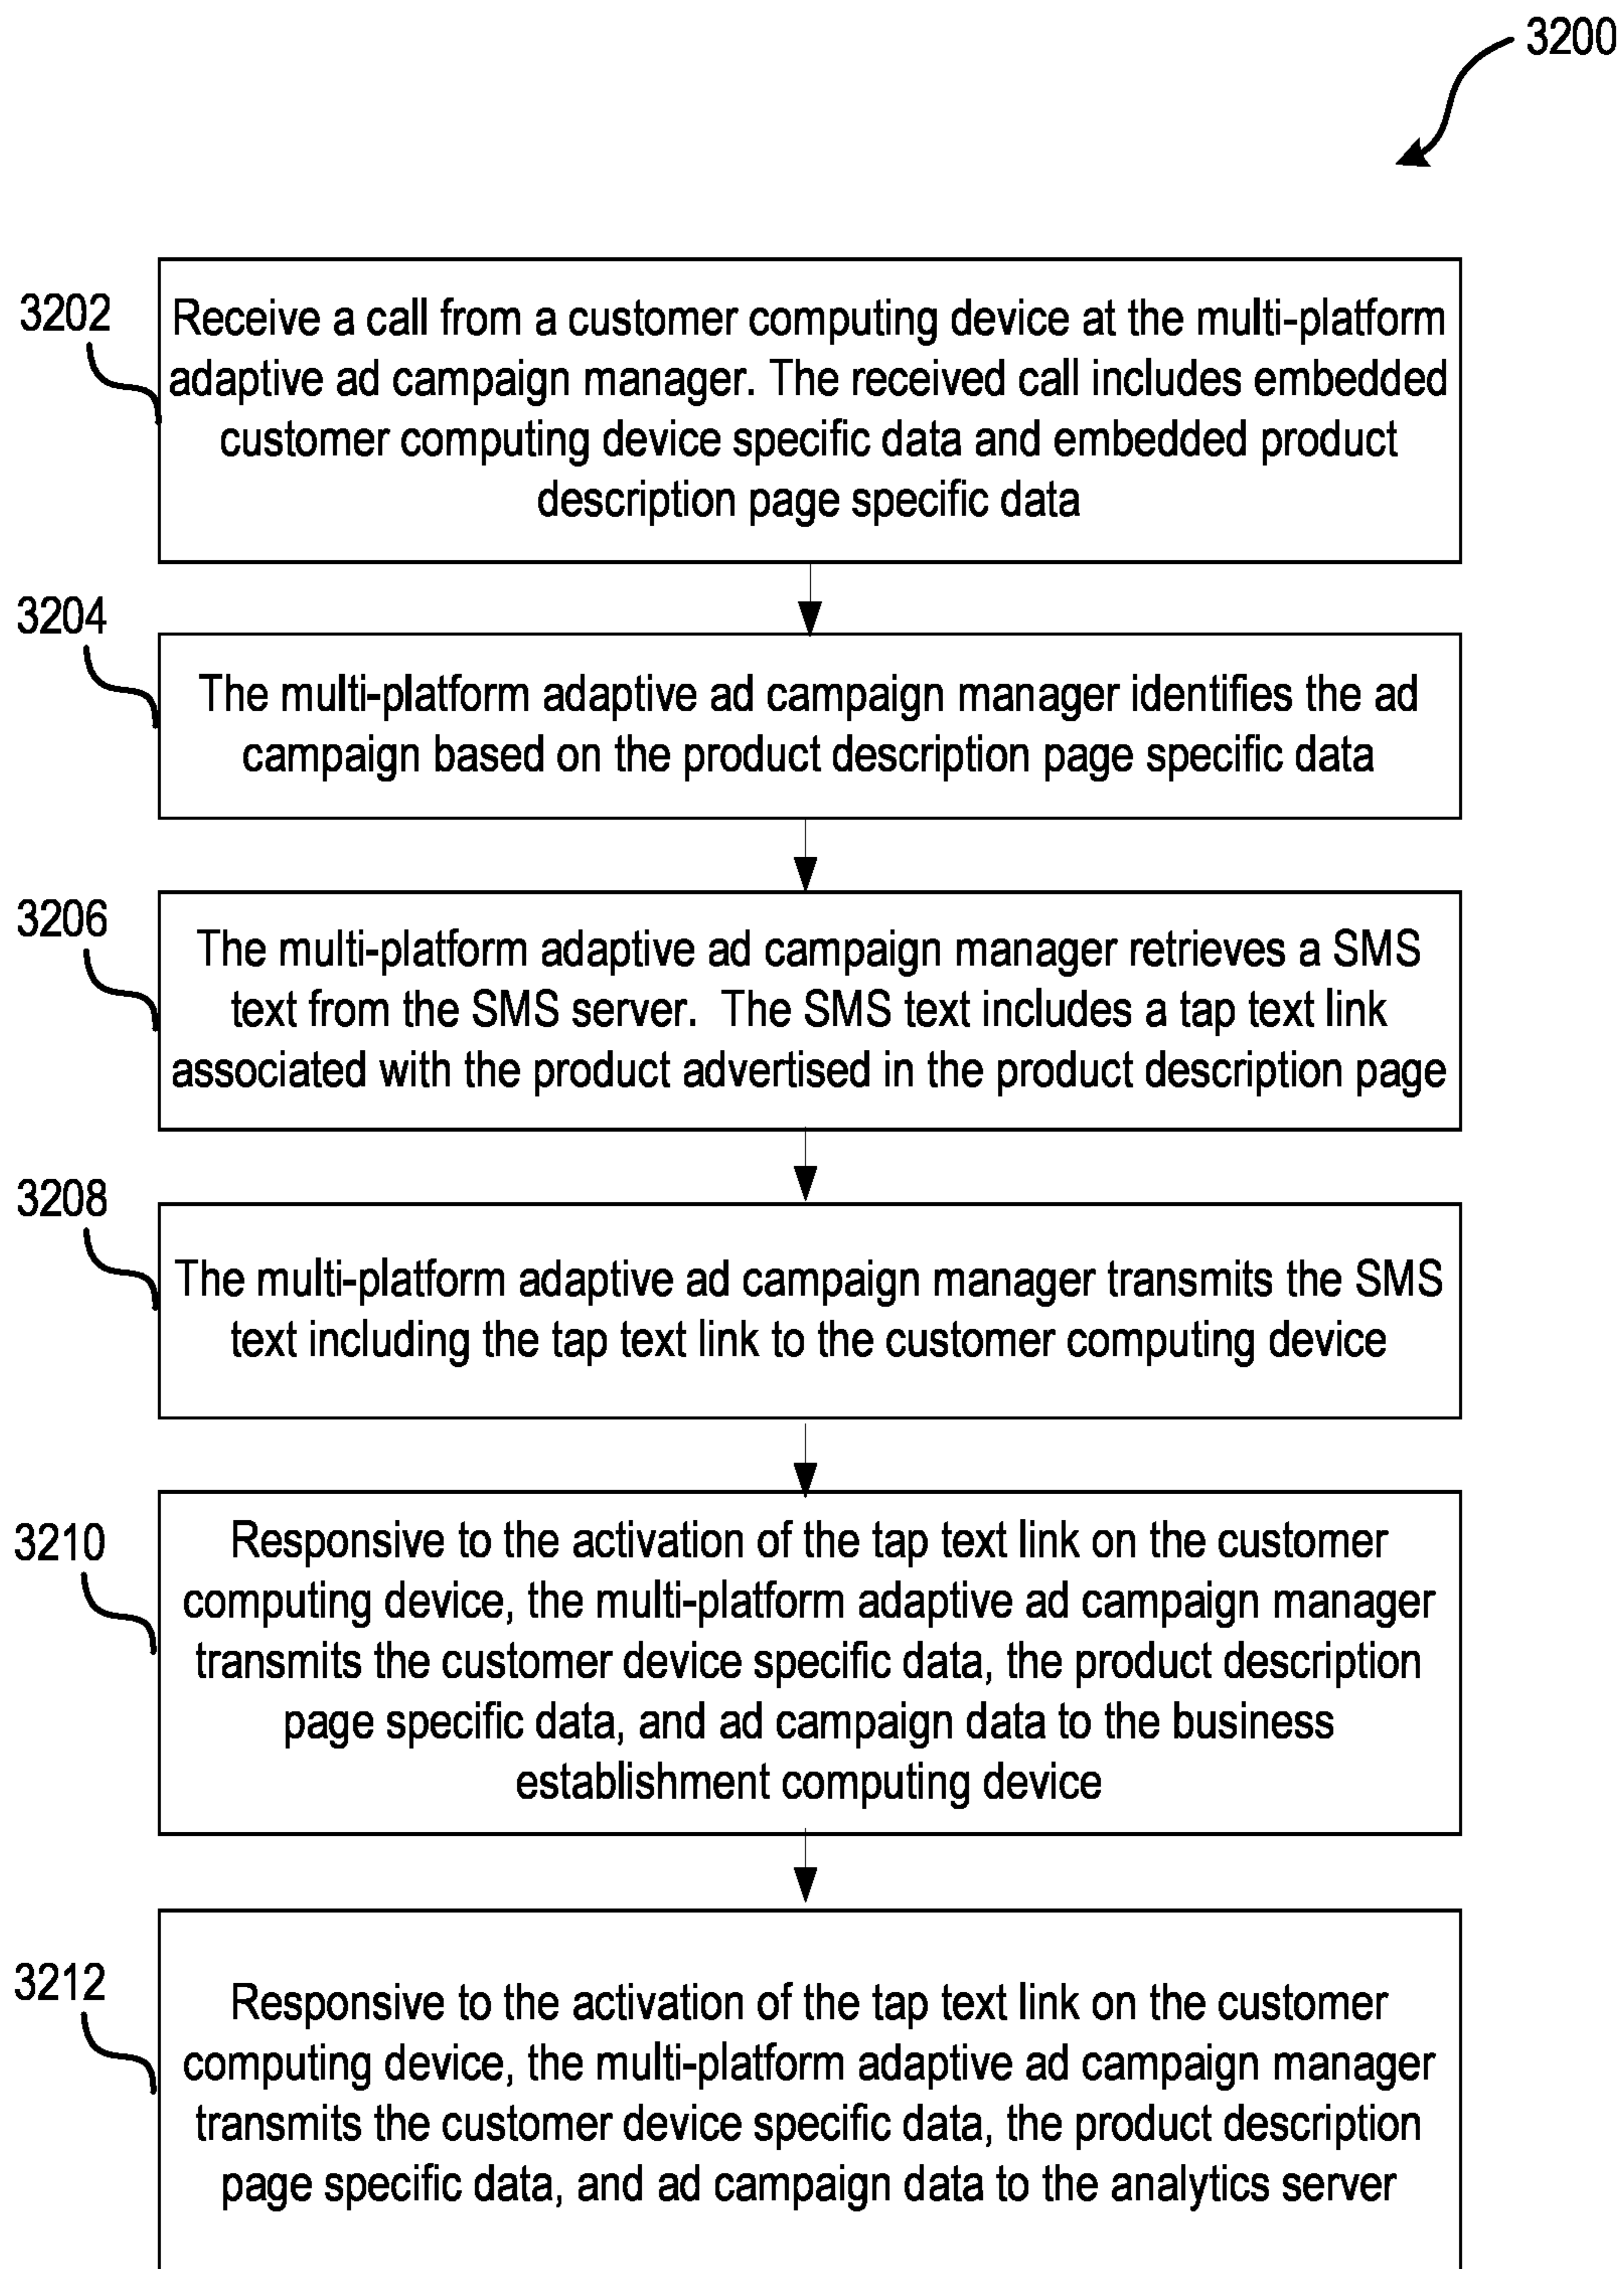 3200
3202
Receive a call from a customer computing device at the multi-platform
adaptive ad campaign manager. The received call includes embedded
customer computing device specific data and embedded product
description page specific data
3204
The multi-platform adaptive ad campaign manager identifies the ad
campaign based on the product description page specific data
3206
The multi-platform adaptive ad campaign manager retrieves a SMS
text from the SMS server. The SMS text includes a tap text link
associated with the product advertised in the product description page
3208
The multi-platform adaptive ad campaign manager transmits the SMS
text including the tap text link to the customer computing device
3210
Responsive to the activation of the tap text link on the customer
computing device, the multi-platform adaptive ad campaign manager
transmits the customer device specific data, the product description
page specific data, and ad campaign data to the business
establishment computing device
3212
Responsive to the activation of the tap text link on the customer
computing device, the multi-platform adaptive ad campaign manager
transmits the customer device specific data, the product description
page specific data, and ad campaign data to the analytics server